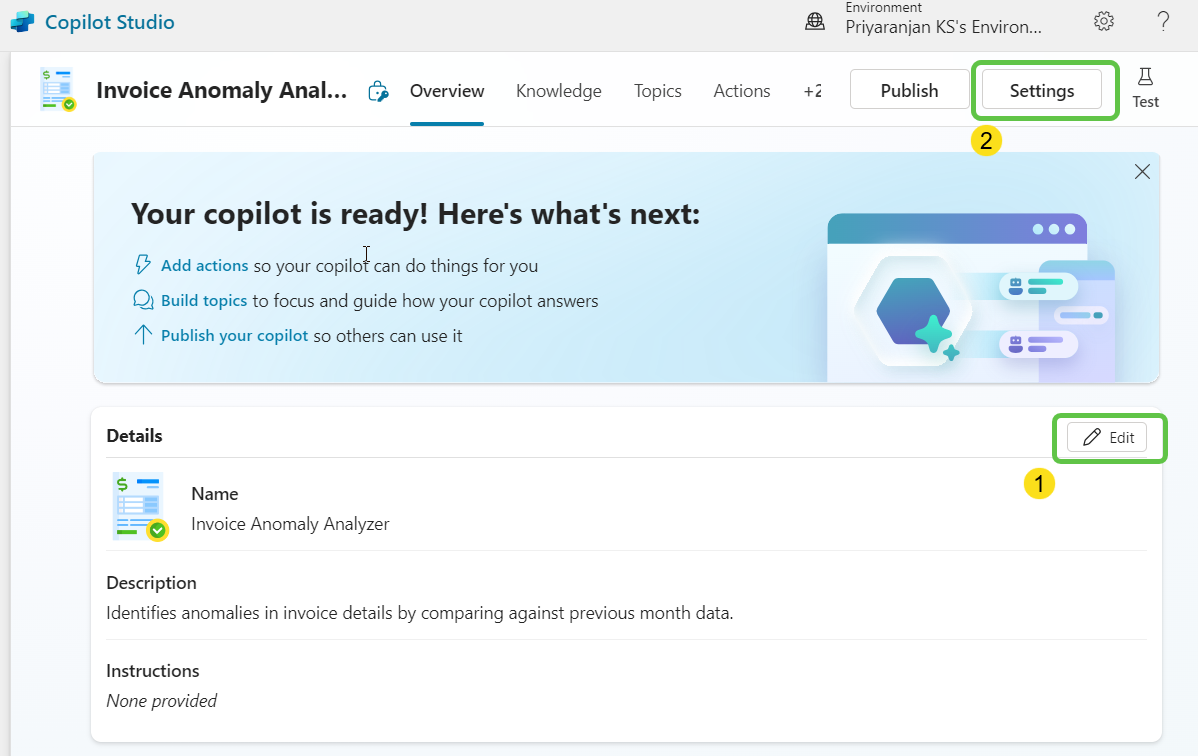 Copilot Studio
Environment
Priyaranjan KS's Environ...
Invoice Anomaly Anal...
Overview
Knowledge
Topics
Actions
+2
Publish
Settings
Test
2
Your copilot is ready! Here's what's next:
Add actions so your copilot can do things for you
Build topics to focus and guide how your copilot answers
Publish your copilot so others can use it
Details
Edit
1
$
Name
Invoice Anomaly Analyzer
Description
Identifies anomalies in invoice details by comparing against previous month data.
Instructions
None provided